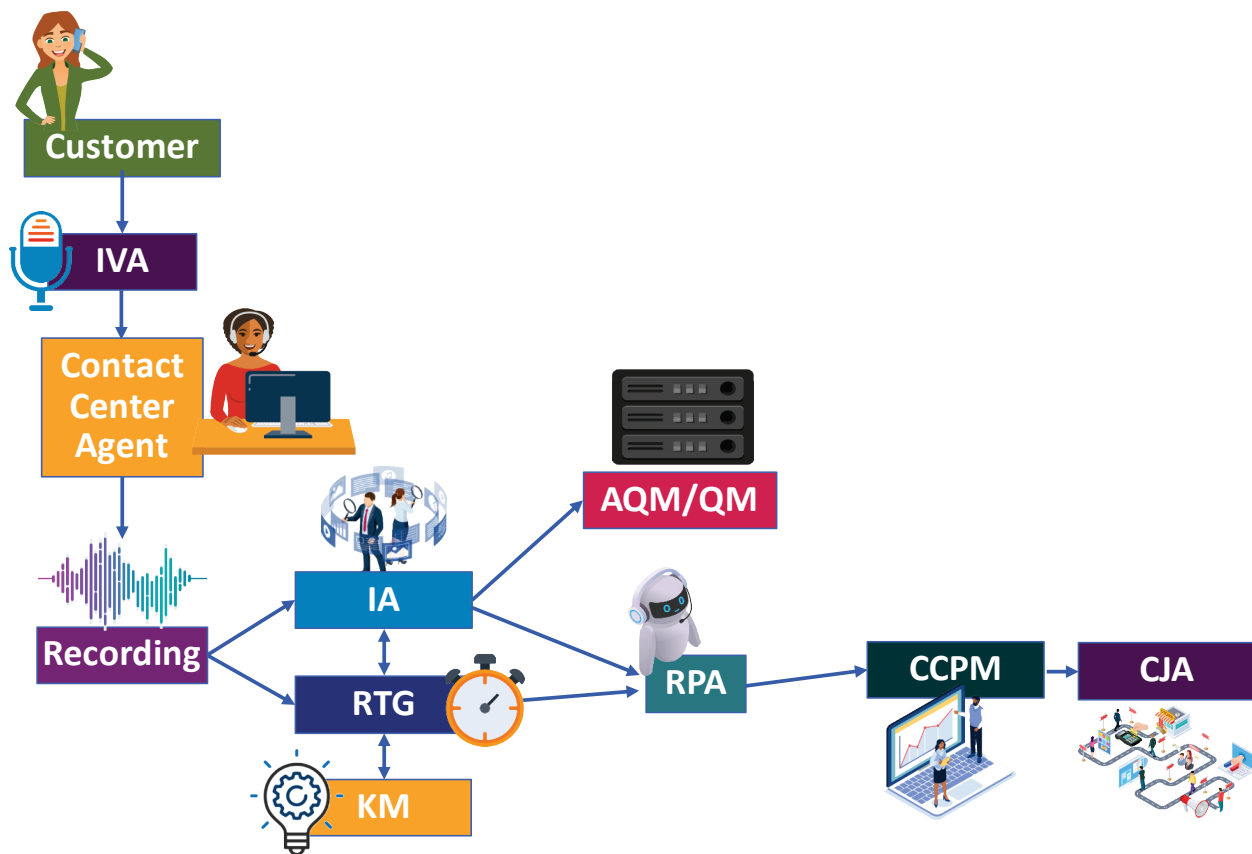 Customer
IVA
Contact
Center
Agent
AQM/QM
IA
Recording
RTG
RPA
CCPM
CJA
KM